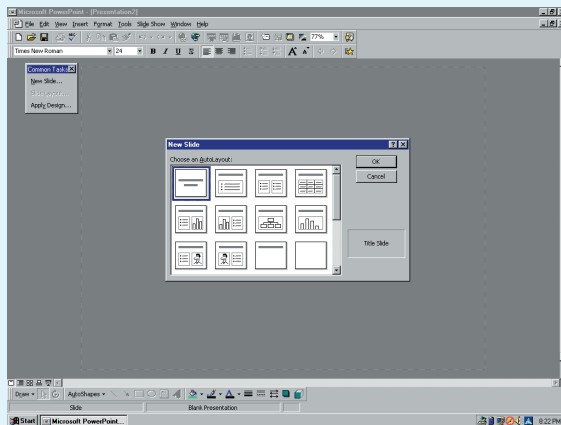 Microsoft PowerPoint - [Presentation2]
File Edit View Insert Format Tools Slide Show Window Help
77%
Times New Roman 24 B I U S A A
Common Tasks
New Slide...
Slide Layout...
Apply Design...
New Slide
Choose an AutoLayout:
OK
Cancel
Title Slide
Draw AutoShapes A
Slide Blank Presentation
Start Microsoft PowerPoint... 8:22 PM